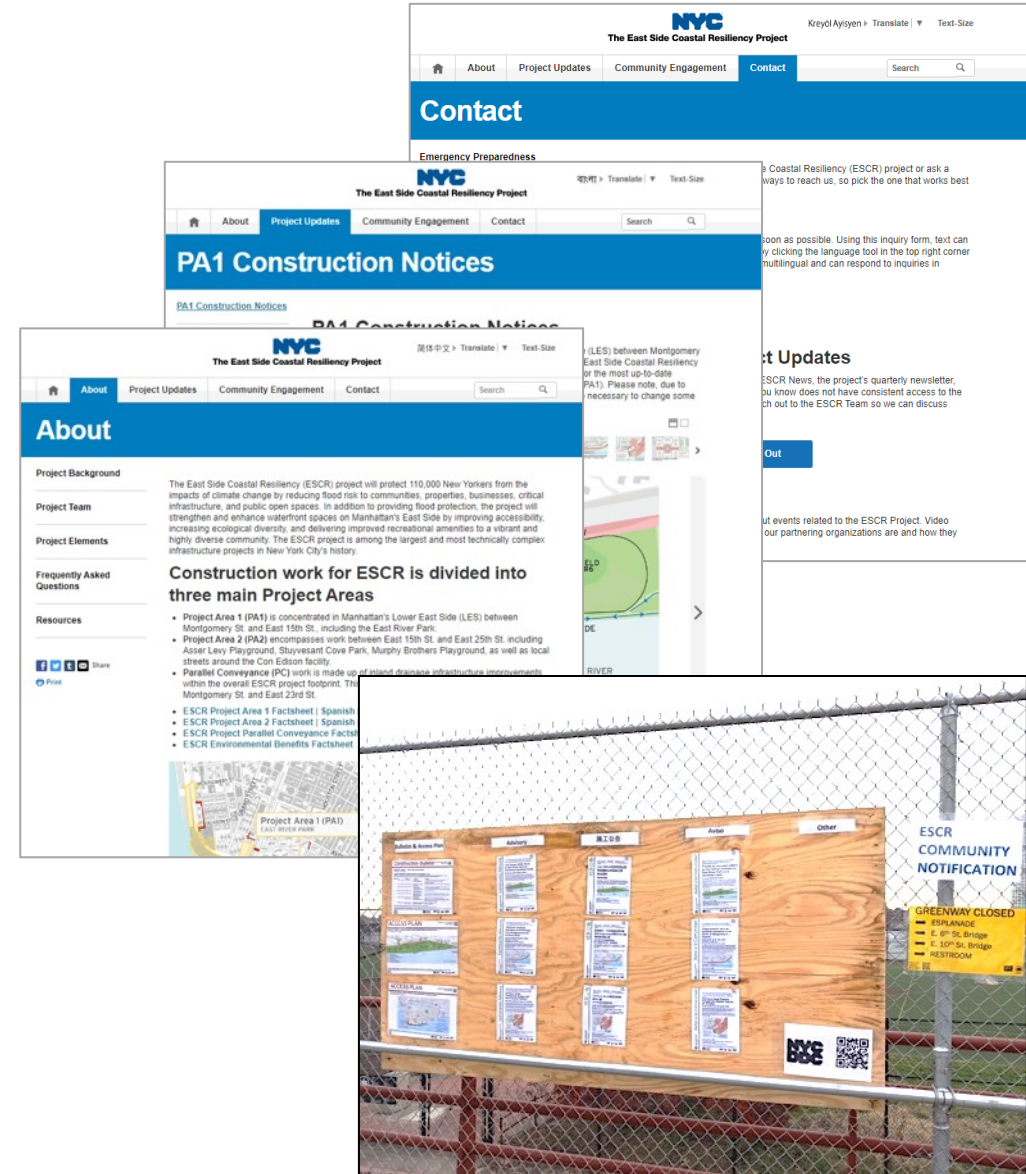 NYC
The East Side Coastal Resiliency Project
Kreyòl Ayisyen Translate ▼ Text-Size
About Project Updates Community Engagement Contact Search
Contact
Emergency Preparedness
Coastal Resiliency (ESCR) project or ask a
ways to reach us, so pick the one that works best
soon as possible. Using this inquiry form, text can
by clicking the language tool in the top right corner
multilingual and can respond to inquiries in
ct Updates
ESCR News, the project's quarterly newsletter,
you know does not have consistent access to the
ch out to the ESCR Team so we can discuss
Out
ut events related to the ESCR Project. Video
our partnering organizations are and how they
NYC
The East Side Coastal Resiliency Project
বাংলা Translate ▼ Text-Size
About Project Updates Community Engagement Contact Search
PA1 Construction Notices
PA1 Construction Notices
PA1 Construction Notices
(LES) between Montgomery
East Side Coastal Resiliency
or the most up-to-date
PA1). Please note, due to
necessary to change some
RIVER
NYC
The East Side Coastal Resiliency Project
简体中文 Translate ▼ Text-Size
About Project Updates Community Engagement Contact Search
About
Project Background
Project Team
Project Elements
Frequently Asked
Questions
Resources
Share
Print
The East Side Coastal Resiliency (ESCR) project will protect 110,000 New Yorkers from the
impacts of climate change by reducing flood risk to communities, properties, businesses, critical
infrastructure, and public open spaces. In addition to providing flood protection, the project will
strengthen and enhance waterfront spaces on Manhattan's East Side by improving accessibility,
increasing ecological diversity, and delivering improved recreational amenities to a vibrant and
highly diverse community. The ESCR project is among the largest and most technically complex
infrastructure projects in New York City's history.
Construction work for ESCR is divided into
three main Project Areas
• Project Area 1 (PA1) is concentrated in Manhattan's Lower East Side (LES) between
Montgomery St. and East 15th St., including the East River Park.
• Project Area 2 (PA2) encompasses work between East 15th St. and East 25th St. including
Asser Levy Playground, Stuyvesant Cove Park, Murphy Brothers Playground, as well as local
streets around the Con Edison facility.
• Parallel Conveyance (PC) work is made up of inland drainage infrastructure improvements
within the overall ESCR project footprint. Thi
Montgomery St. and East 23rd St.
• ESCR Project Area 1 Factsheet | Spanish
• ESCR Project Area 2 Factsheet | Spanish
• ESCR Project Parallel Conveyance Factsh
• ESCR Environmental Benefits Factsheet
Project Area 1 (PA1)
EAST RIVER PARK
Bulletin & Access Plan
Advisory
施工公告
Aviso
Other
Construction Bulletin
ACCESS PLAN
ACCESS PLAN
NYC
DDC
ESCR
COMMUNITY
NOTIFICATION
GREENWAY CLOSED
ESPLANADE
E. 6th St. Bridge
E. 10th St. Bridge
RESTROOM